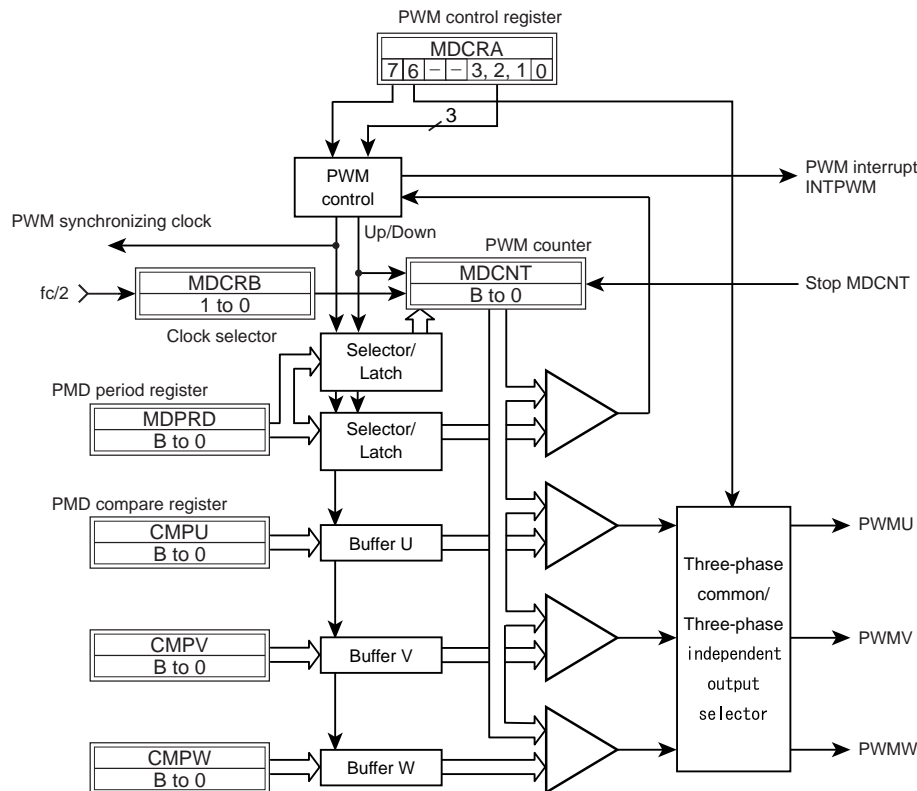 PWM control register
MDCRA
7 6 − − 3, 2, 1 0
3
PWM
control
PWM interrupt
INTPWM
PWM synchronizing clock
Up/Down
PWM counter
MDCNT
B to 0
Stop MDCNT
fc/2
MDCRB
1 to 0
Clock selector
Selector/
Latch
PMD period register
MDPRD
B to 0
Selector/
Latch
PMD compare register
CMPU
B to 0
Buffer U
PWMU
Three-phase
common/
Three-phase
independent
output
selector
CMPV
B to 0
Buffer V
PWMV
CMPW
B to 0
Buffer W
PWMW